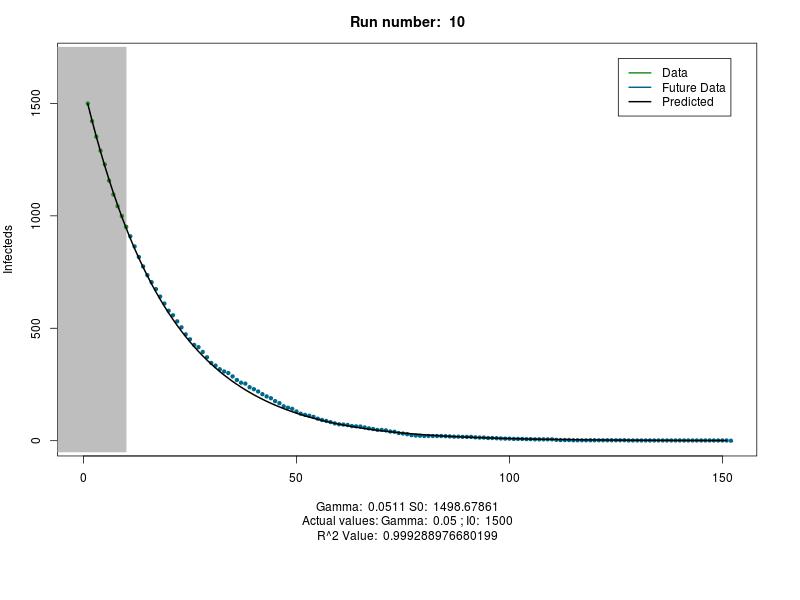 Run number:  10
Data
Future Data
Predicted
Infecteds
1500
1000
500
0
0
50
100
150
Gamma:  0.0511 S0:  1498.67861
Actual values: Gamma:  0.05 ; I0:  1500
R^2 Value:  0.999288976680199